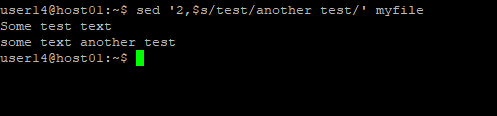 user14@host01:~$ sed '2,$s/test/another test/' myfile
Some test text
some text another test
user14@host01:~$